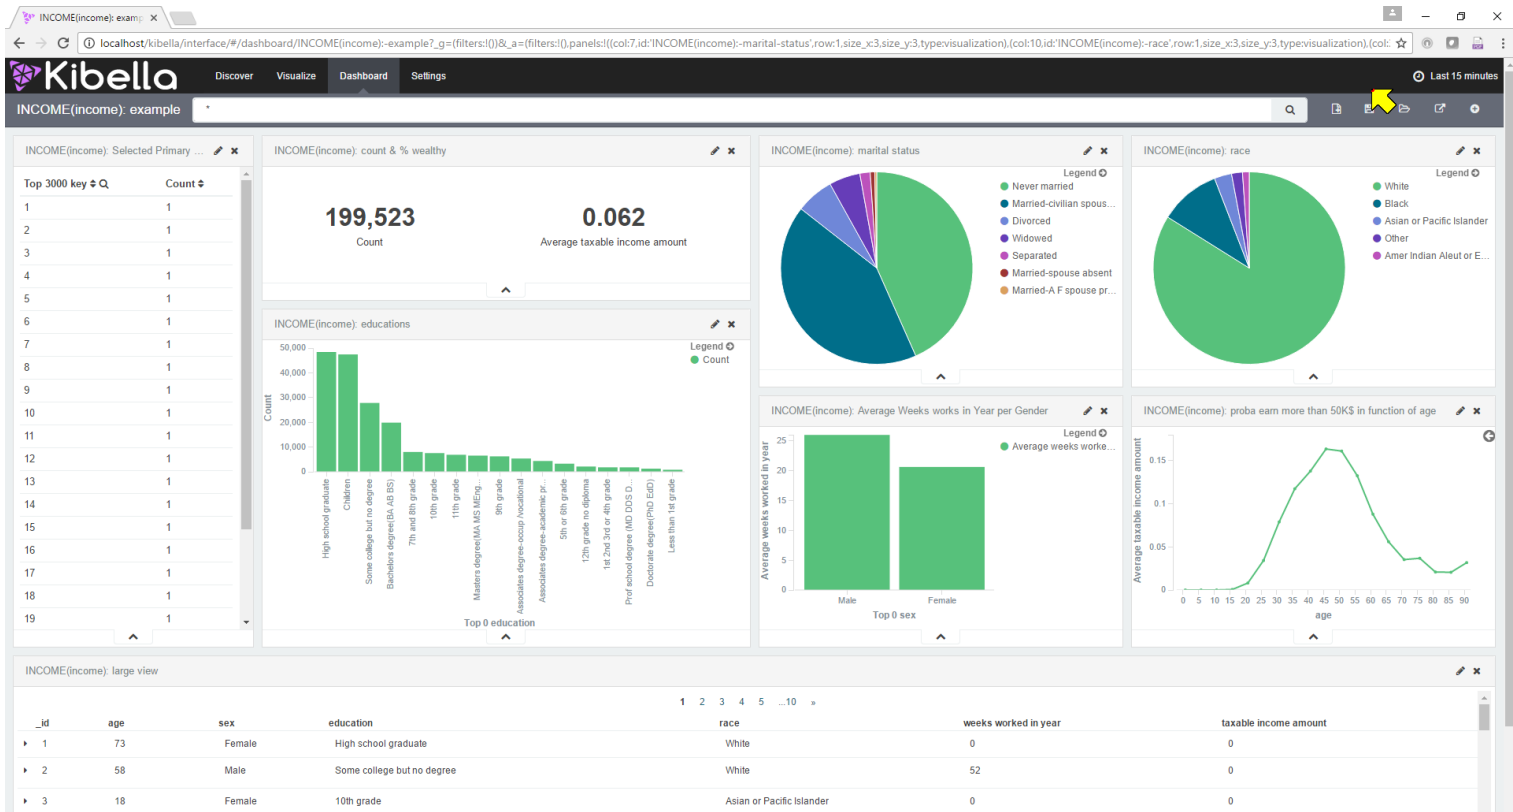 INCOME(income): examp
localhost/kibella/interface/#/dashboard/INCOME(income):-example?_g=(filters:!())&_a=(filters:!(),panels:!((col:7,id:'INCOME(income):-marital-status',row:1,size_x:3,size_y:3,type:visualization),(col:10,id:'INCOME(income):-race',row:1,size_x:3,size_y:3,type:visualization),(col:
Kibella Discover Visualize Dashboard Settings Last 15 minutes
INCOME(income): example *
INCOME(income): Selected Primary ...
Top 3000 key Count
1 1
2 1
3 1
4 1
5 1
6 1
7 1
8 1
9 1
10 1
11 1
12 1
13 1
14 1
15 1
16 1
17 1
18 1
19 1
INCOME(income): count & % wealthy
199,523 0.062
Count Average taxable income amount
INCOME(income): educations
Legend
Count
50,000
40,000
30,000
20,000
10,000
0
Count
High school graduate
Children
Some college but no degree
Bachelors degree(BA AB BS)
7th and 8th grade
10th grade
11th grade
Masters degree(MA MS MEng...
9th grade
Associates degree-occup /vocational
Associates degree-academic pr...
5th or 6th grade
12th grade no diploma
1st 2nd 3rd or 4th grade
Prof school degree (MD DDS D...
Doctorate degree(PhD EdD)
Less than 1st grade
Top 0 education
INCOME(income): marital status
Legend
Never married
Married-civilian spous...
Divorced
Widowed
Separated
Married-spouse absent
Married-A F spouse pr...
INCOME(income): race
Legend
White
Black
Asian or Pacific Islander
Other
Amer Indian Aleut or E...
INCOME(income): Average Weeks works in Year per Gender
Legend
Average weeks worke...
Average weeks worked in year
25
20
15
10
5
0
Male Female
Top 0 sex
INCOME(income): proba earn more than 50K$ in function of age
Average taxable income amount
0.15
0.1
0.05
0
0 5 10 15 20 25 30 35 40 45 50 55 60 65 70 75 80 85 90
age
INCOME(income): large view
1 2 3 4 5 ...10 »
_id age sex education race weeks worked in year taxable income amount
1 73 Female High school graduate White 0 0
2 58 Male Some college but no degree White 52 0
3 18 Female 10th grade Asian or Pacific Islander 0 0